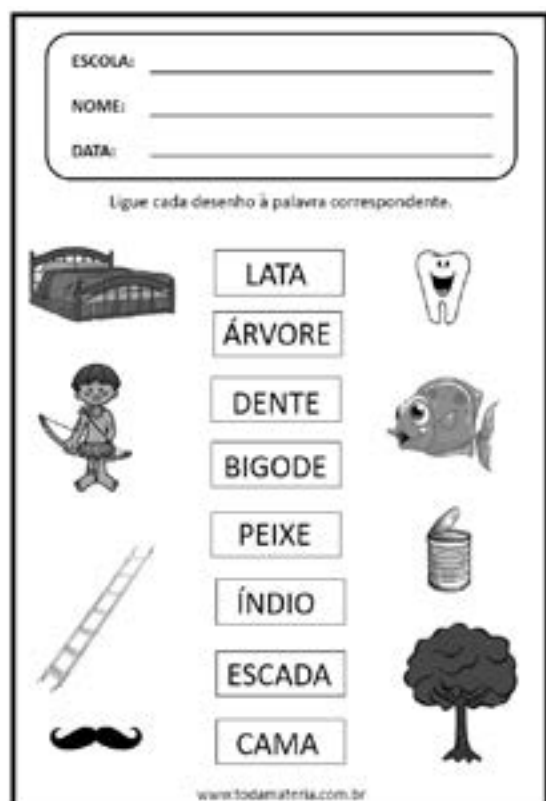 ESCOLA:
NOME:
DATA:
Ligue cada desenho à palavra correspondente.
LATA
ÁRVORE
DENTE
BIGODE
PEIXE
ÍNDIO
ESCADA
CAMA
www.todamateria.com.br